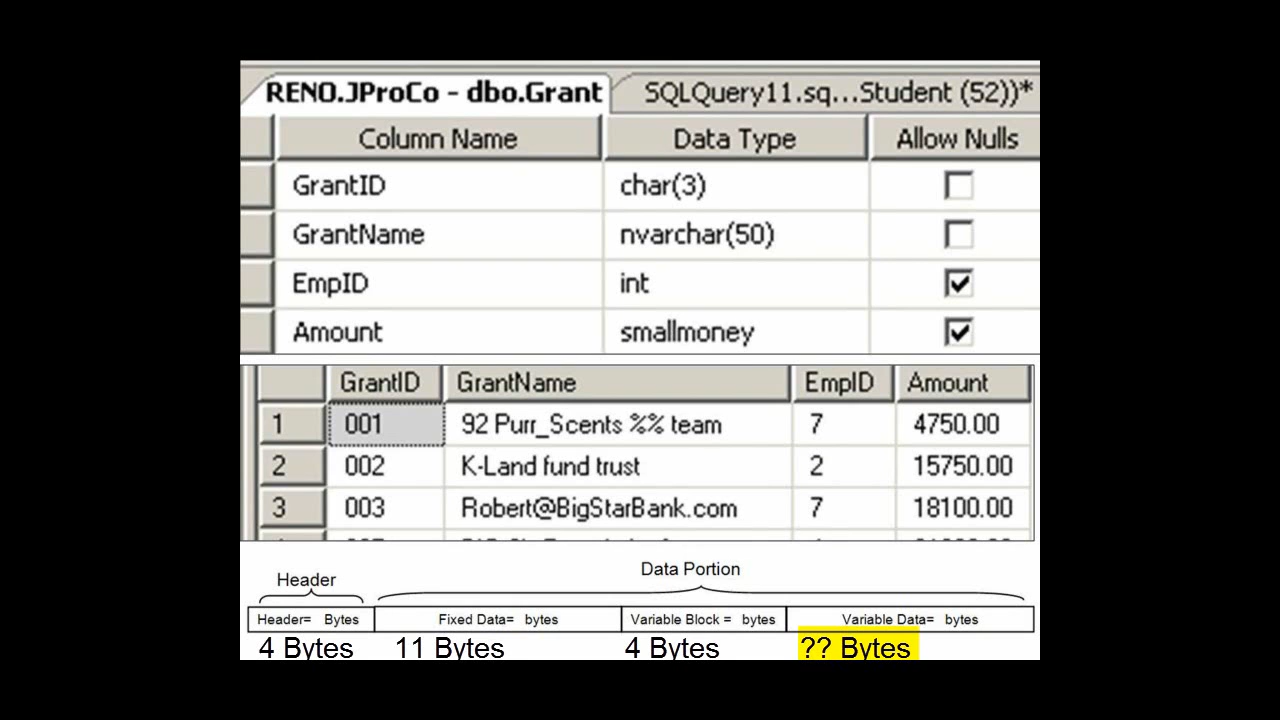 RENO.JProCo - dbo.Grant SQLQuery11.sq...Student (52))*
Column Name Data Type Allow Nulls
GrantID char(3)
GrantName nvarchar(50)
EmpID int
Amount smallmoney
GrantID GrantName EmpID Amount
1 001 92 Purr_Scents %% team 7 4750.00
2 002 K-Land fund trust 2 15750.00
3 003 Robert@BigStarBank.com 7 18100.00
Header Data Portion
Header= Bytes Fixed Data= bytes Variable Block = bytes Variable Data= bytes
4 Bytes 11 Bytes 4 Bytes ?? Bytes